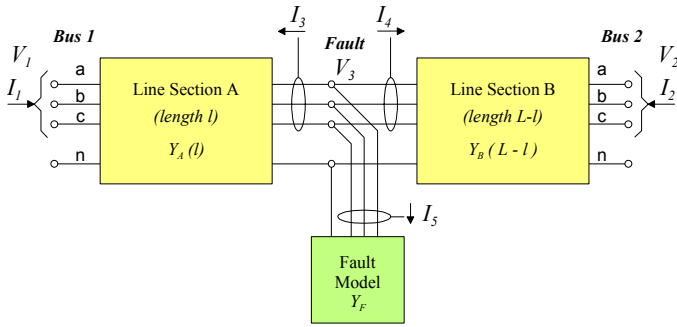 I3
I4
Bus 1
Fault
Bus 2
V1
V3
V2
I1
I2
a
b
c
n
Line Section A
(length l)
YA (l)
Line Section B
(length L-l)
YB ( L - l )
a
b
c
n
I5
Fault
Model
YF